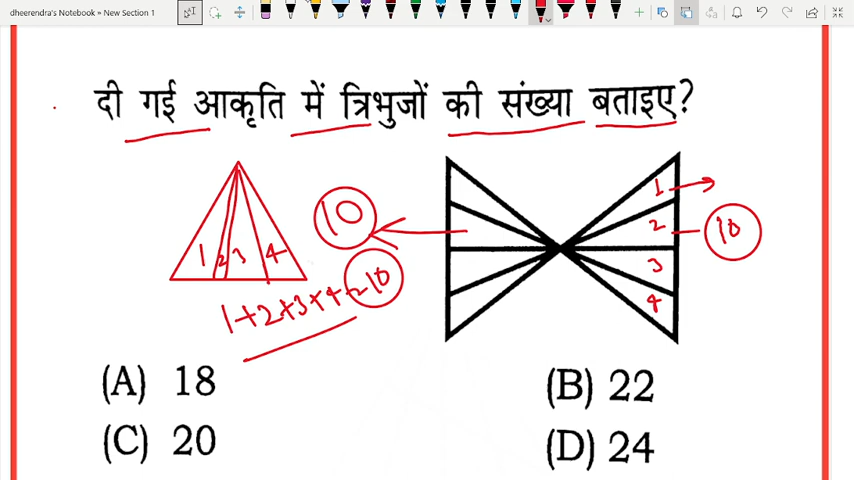 dheerendra's Notebook » New Section 1
दी गई आकृति में त्रिभुजों की संख्या बताइए?
1 2 3 4
10
1+2+3+4=10
1
2
3
4
10
(A) 18
(B) 22
(C) 20
(D) 24